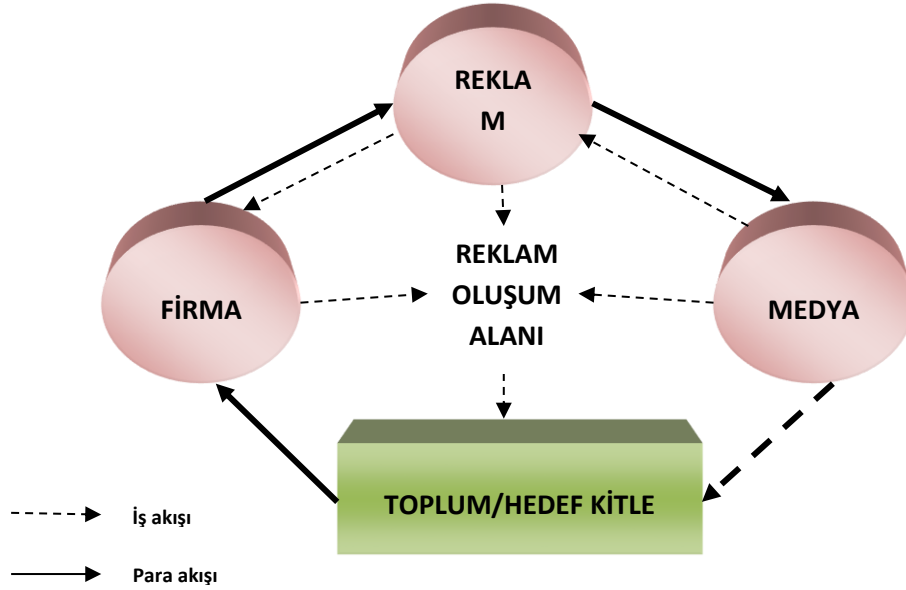 REKLA
M
REKLAM
OLUŞUM
ALANI
FİRMA
MEDYA
TOPLUM/HEDEF KİTLE
İş akışı
Para akışı